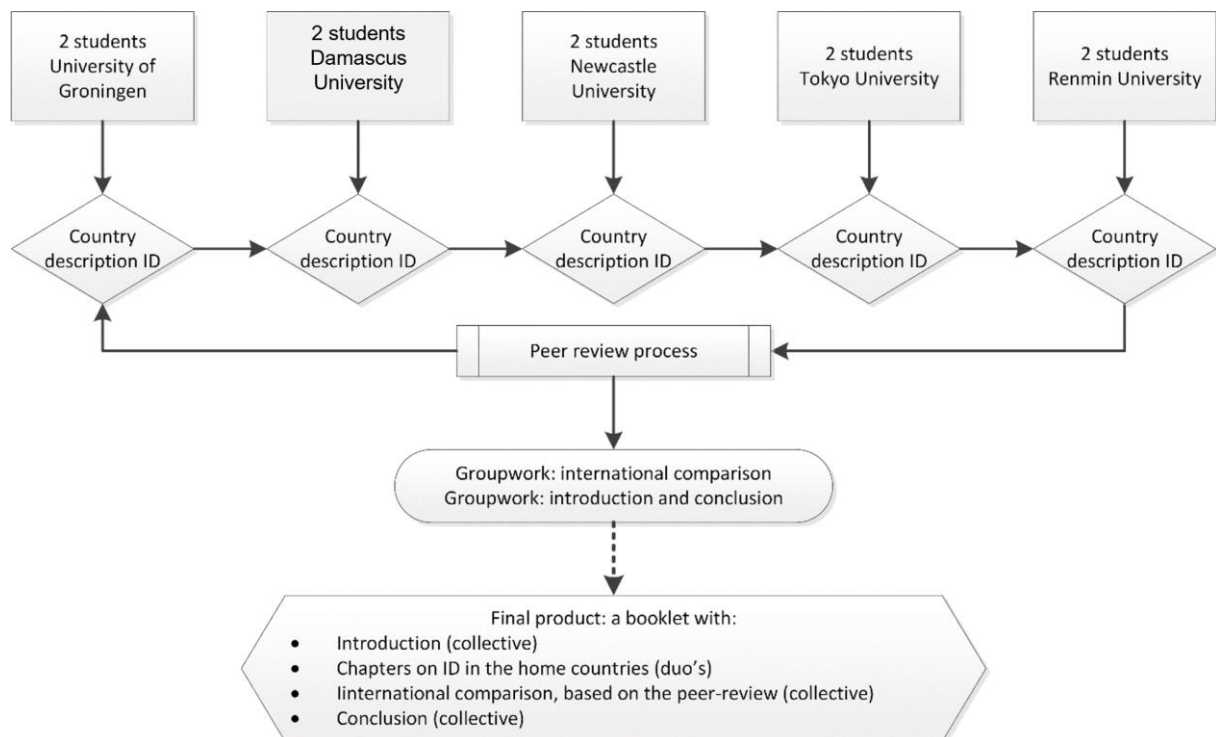 2 students
University of
Groningen
2 students
Damascus
University
2 students
Newcastle
University
2 students
Tokyo University
2 students
Renmin University
Country
description ID
Country
description ID
Country
description ID
Country
description ID
Country
description ID
Peer review process
Groupwork: international comparison
Groupwork: introduction and conclusion
Final product: a booklet with:
• Introduction (collective)
• Chapters on ID in the home countries (duo's)
• Iinternational comparison, based on the peer-review (collective)
• Conclusion (collective)